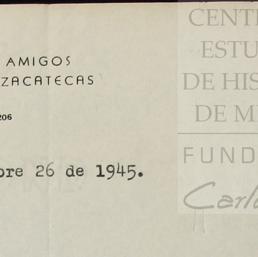 AMIGOS
ZACATECAS
206
bre 26 de 1945.
CENT
ESTU
DE HIS
DE M
FUND
Carl